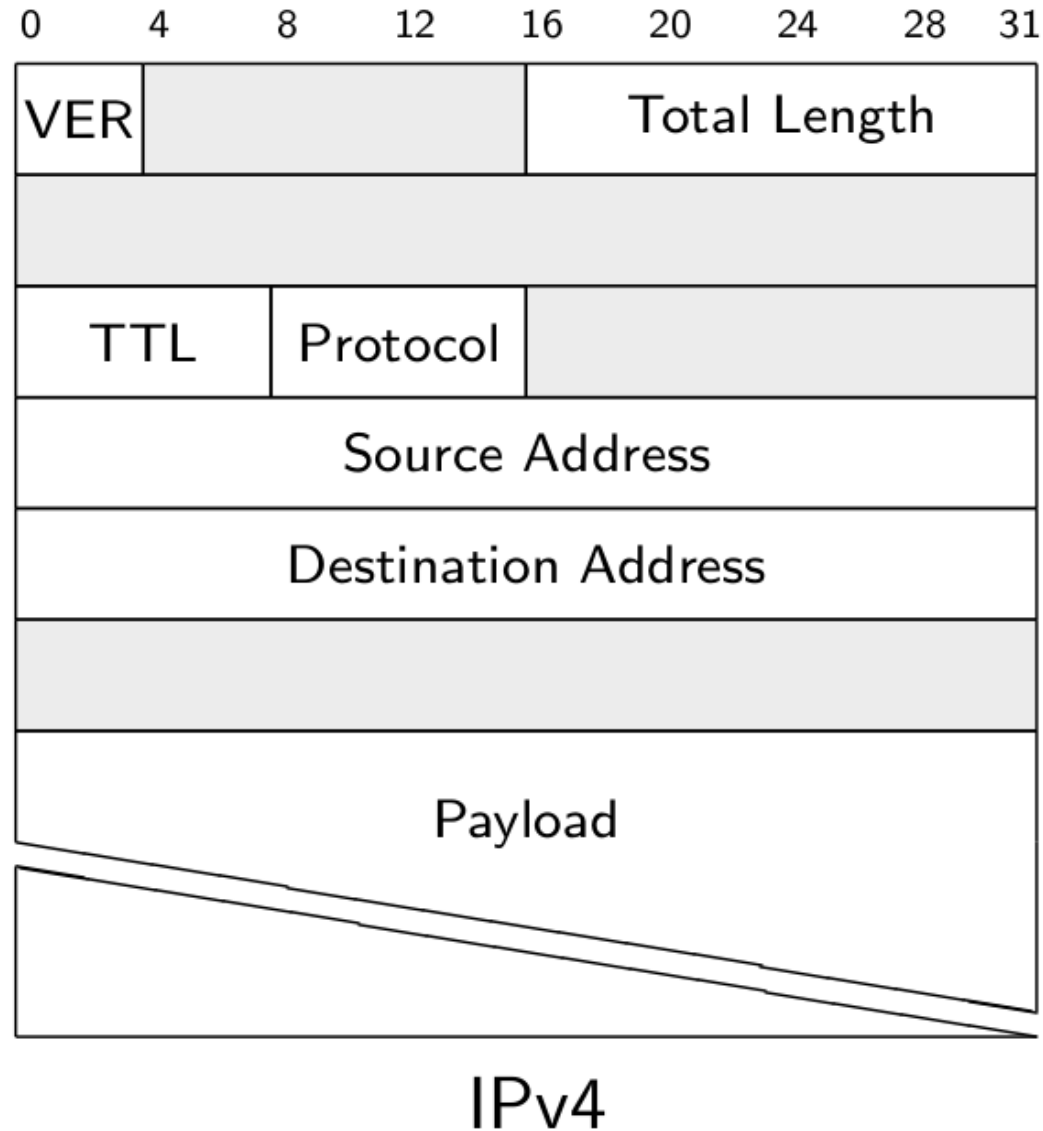 0 4 8 12 16 20 24 28 31
VER Total Length
TTL Protocol
Source Address
Destination Address
Payload
IPv4